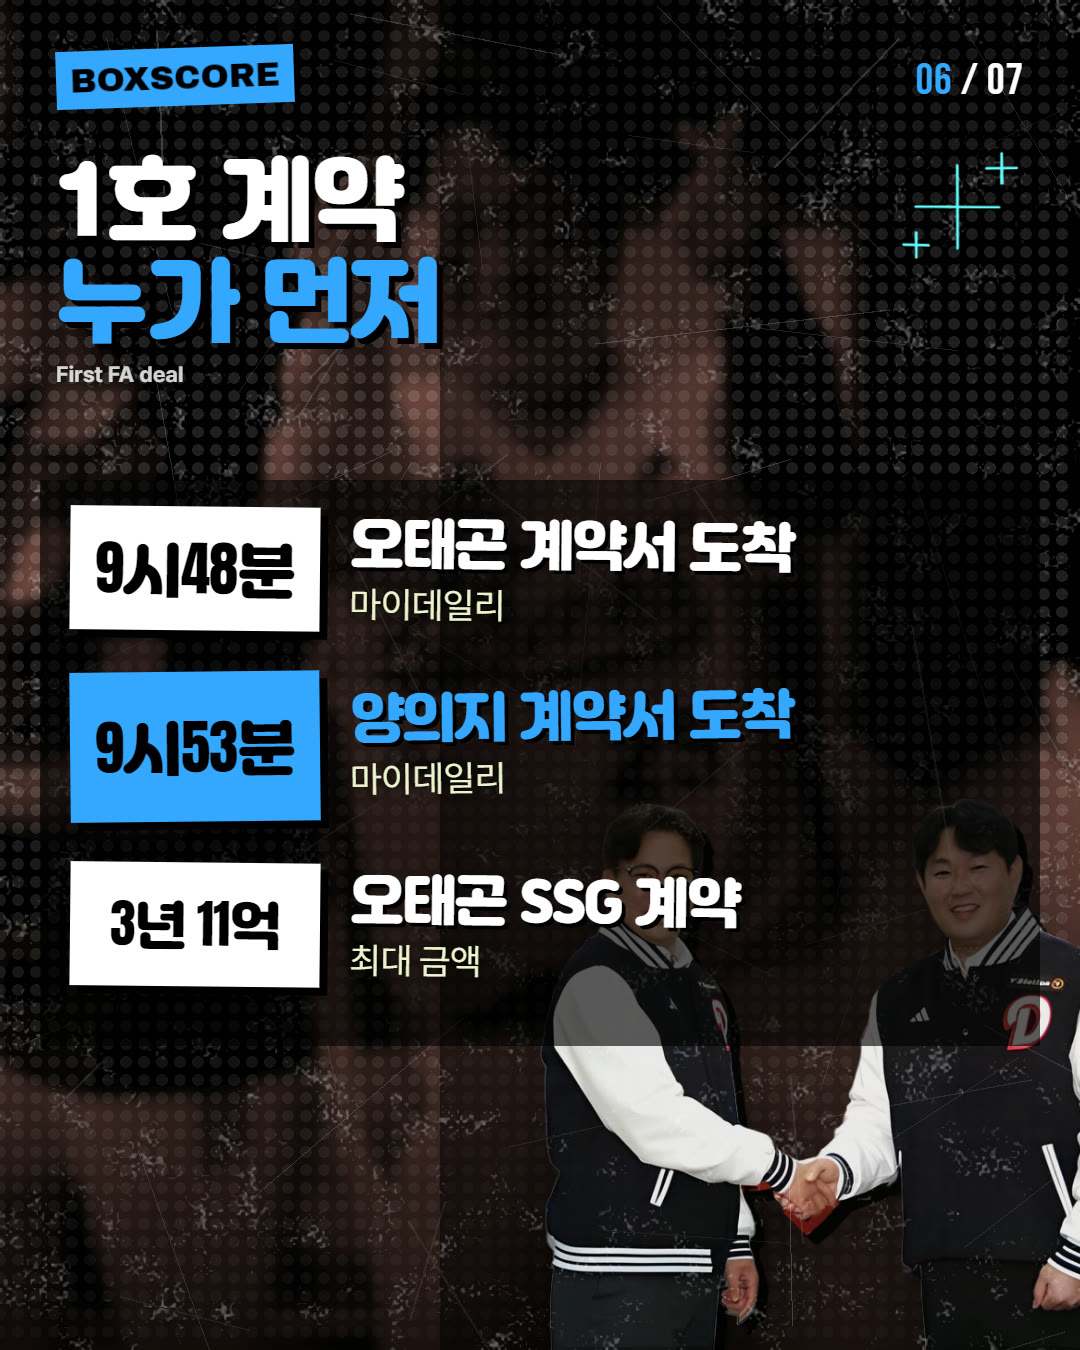 BOXSCORE
06 / 07
1호 계약
누가 먼저
First FA deal
9시48분
오태곤 계약서 도착
마이데일리
9시53분
양의지 계약서 도착
마이데일리
3년 11억
오태곤 SSG 계약
최대 금액
D